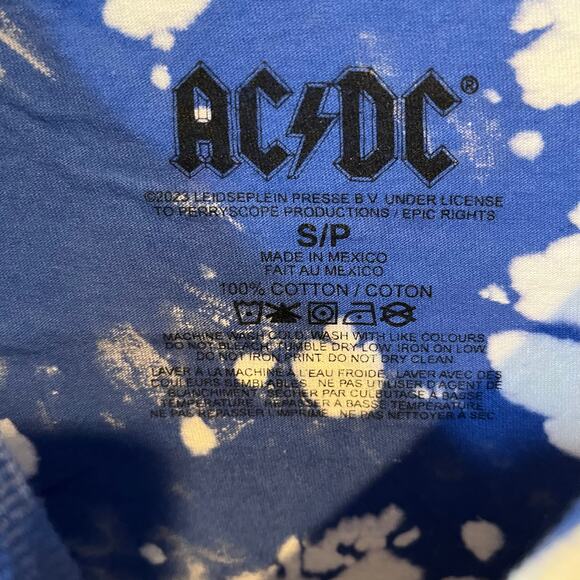 AC/DC®
©2023 LEIDSEPLEIN PRESSE B.V. UNDER LICENSE
TO PERRYSCOPE PRODUCTIONS / EPIC RIGHTS
S/P
MADE IN MEXICO
FAIT AU MEXICO
100% COTTON / COTON
MACHINE WASH COLD. WASH WITH LIKE COLOURS
DO NOT BLEACH. TUMBLE DRY LOW. IRON ON LOW.
DO NOT IRON PRINT. DO NOT DRY CLEAN.
LAVER À LA MACHINE À L'EAU FROIDE. LAVER AVEC DES
COULEURS SEMBLABLES. NE PAS UTILISER D'AGENT DE
BLANCHIMENT. SÉCHER PAR CULBUTAGE À BASSE
TEMPÉRATURE. REPASSER À BASSE TEMPÉRATURE.
NE PAS REPASSER L'IMPRIMÉ. NE PAS NETTOYER À SEC